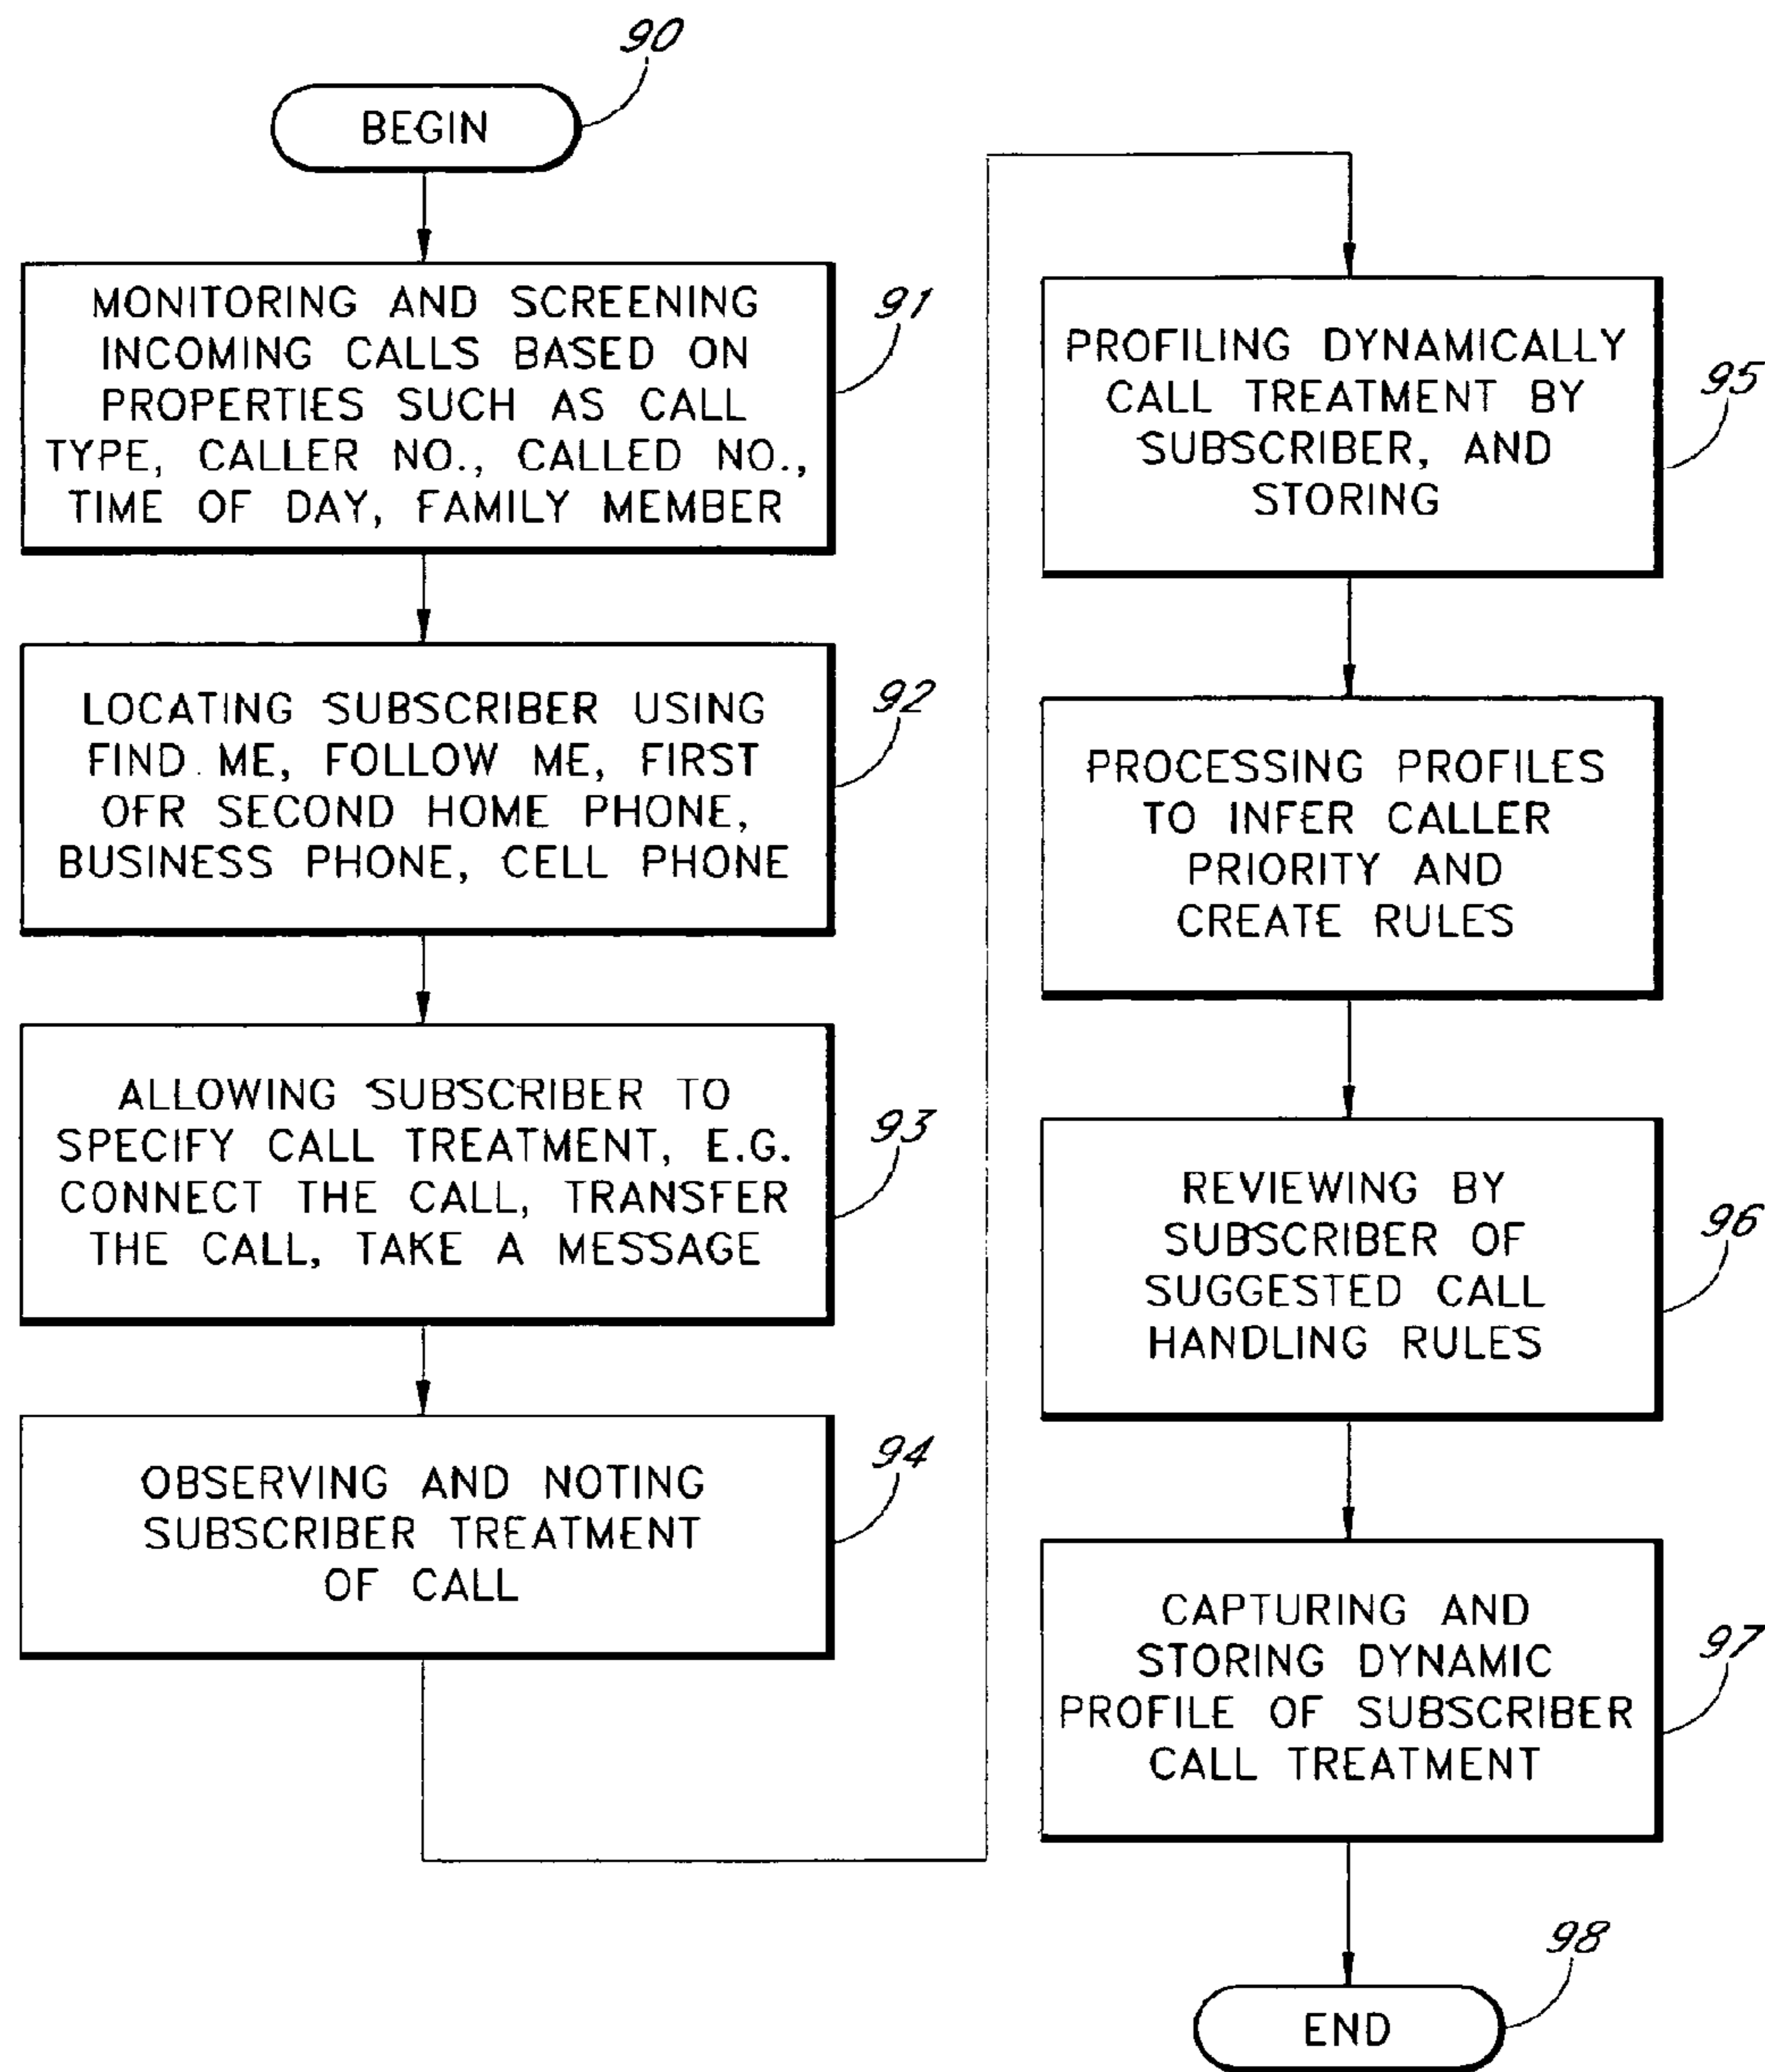 90
BEGIN
MONITORING AND SCREENING
INCOMING CALLS BASED ON
PROPERTIES SUCH AS CALL
TYPE, CALLER NO., CALLED NO.,
TIME OF DAY, FAMILY MEMBER
91
LOCATING SUBSCRIBER USING
FIND ME, FOLLOW ME, FIRST
OFR SECOND HOME PHONE,
BUSINESS PHONE, CELL PHONE
92
ALLOWING SUBSCRIBER TO
SPECIFY CALL TREATMENT, E.G.
CONNECT THE CALL, TRANSFER
THE CALL, TAKE A MESSAGE
93
OBSERVING AND NOTING
SUBSCRIBER TREATMENT
OF CALL
94
PROFILING DYNAMICALLY
CALL TREATMENT BY
SUBSCRIBER, AND
STORING
95
PROCESSING PROFILES
TO INFER CALLER
PRIORITY AND
CREATE RULES
REVIEWING BY
SUBSCRIBER OF
SUGGESTED CALL
HANDLING RULES
96
CAPTURING AND
STORING DYNAMIC
PROFILE OF SUBSCRIBER
CALL TREATMENT
97
98
END